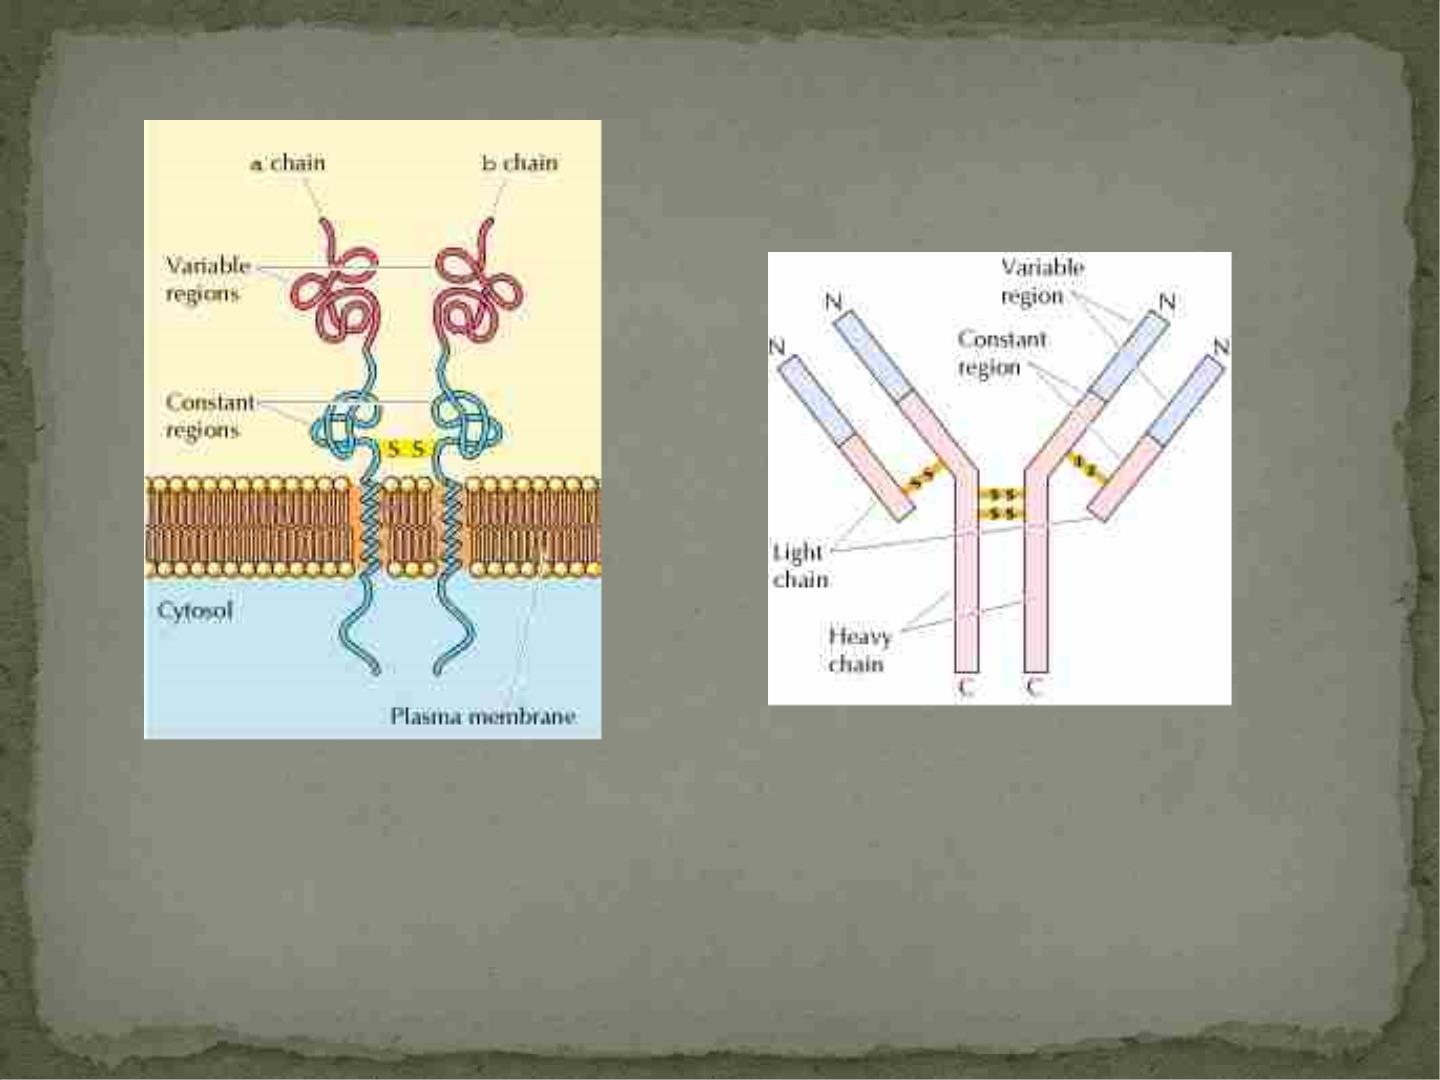 a chain
b chain
Variable
regions
Constant
regions
S S
Cytosol
Plasma membrane
Variable
region
N
N
Constant
region
N
N
S S
S S
S S
S S
Light
chain
Heavy
chain
C
C